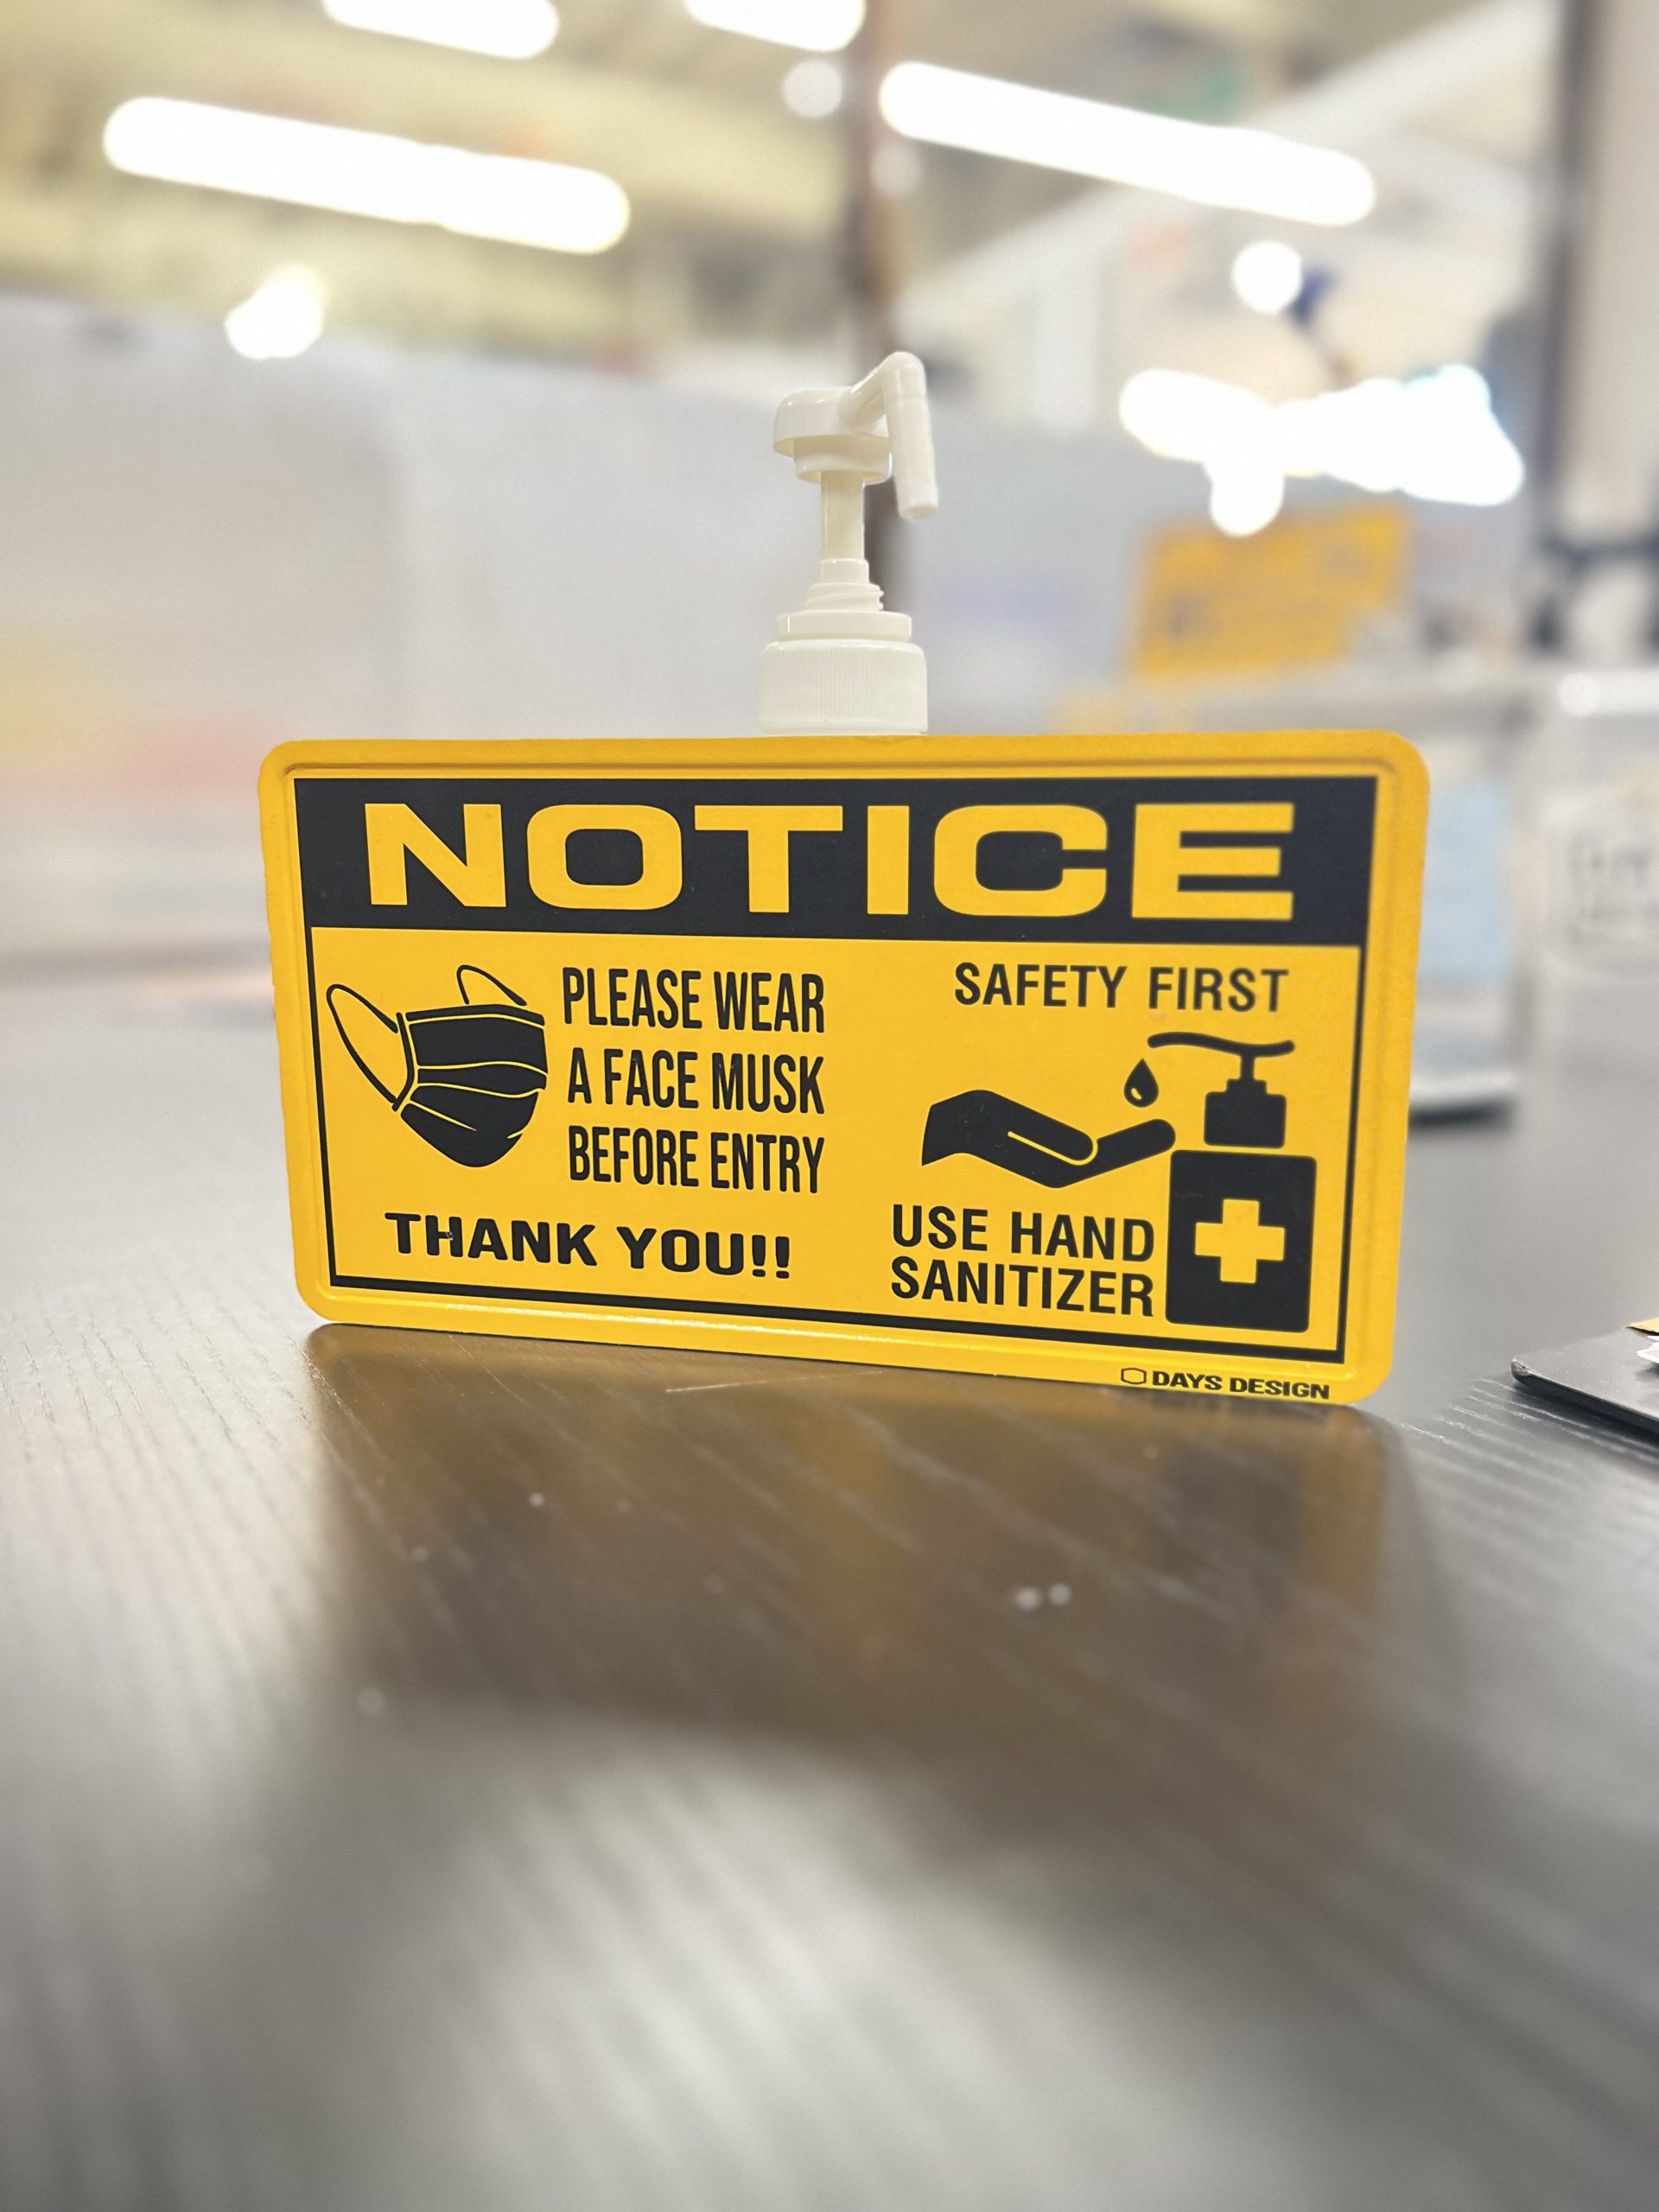 NOTICE
PLEASE WEAR
A FACE MUSK
BEFORE ENTRY
THANK YOU!!
SAFETY FIRST
USE HAND
SANITIZER
DAYS DESIGN